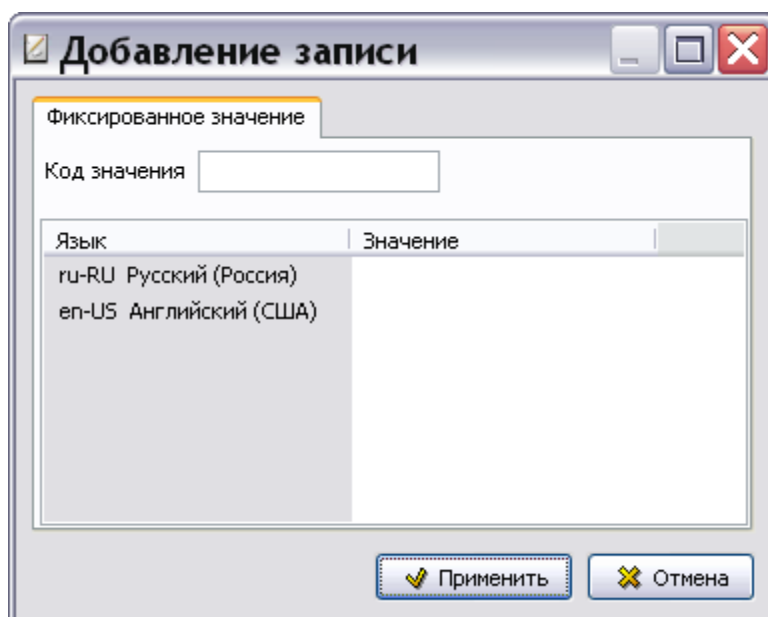 Добавление записи
Фиксированное значение
Код значения
Язык Значение
ru-RU Русский (Россия)
en-US Английский (США)
Применить Отмена